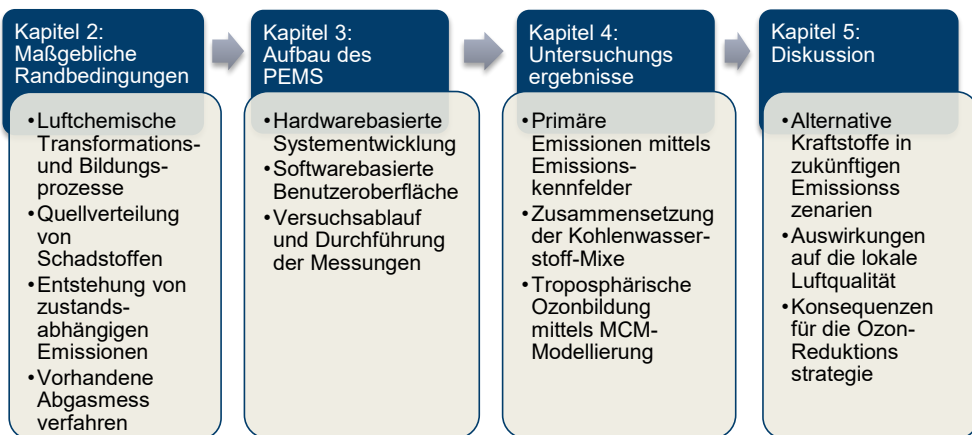 Kapitel 2:
Maßgebliche
Randbedingungen
•Luftchemische
Transformations-
und Bildungs-
prozesse
•Quellverteilung
von
Schadstoffen
•Entstehung von
zustands-
abhängigen
Emissionen
•Vorhandene
Abgasmess
verfahren
Kapitel 3:
Aufbau des
PEMS
•Hardwarebasierte
Systementwicklung
•Softwarebasierte
Benutzeroberfläche
•Versuchsablauf
und Durchführung
der Messungen
Kapitel 4:
Untersuchungs
ergebnisse
•Primäre
Emissionen mittels
Emissions-
kennfelder
•Zusammensetzung
der Kohlenwasser-
stoff-Mixe
•Troposphärische
Ozonbildung
mittels MCM-
Modellierung
Kapitel 5:
Diskussion
•Alternative
Kraftstoffe in
zukünftigen
Emissionss
zenarien
•Auswirkungen
auf die lokale
Luftqualität
•Konsequenzen
für die Ozon-
Reduktions
strategie